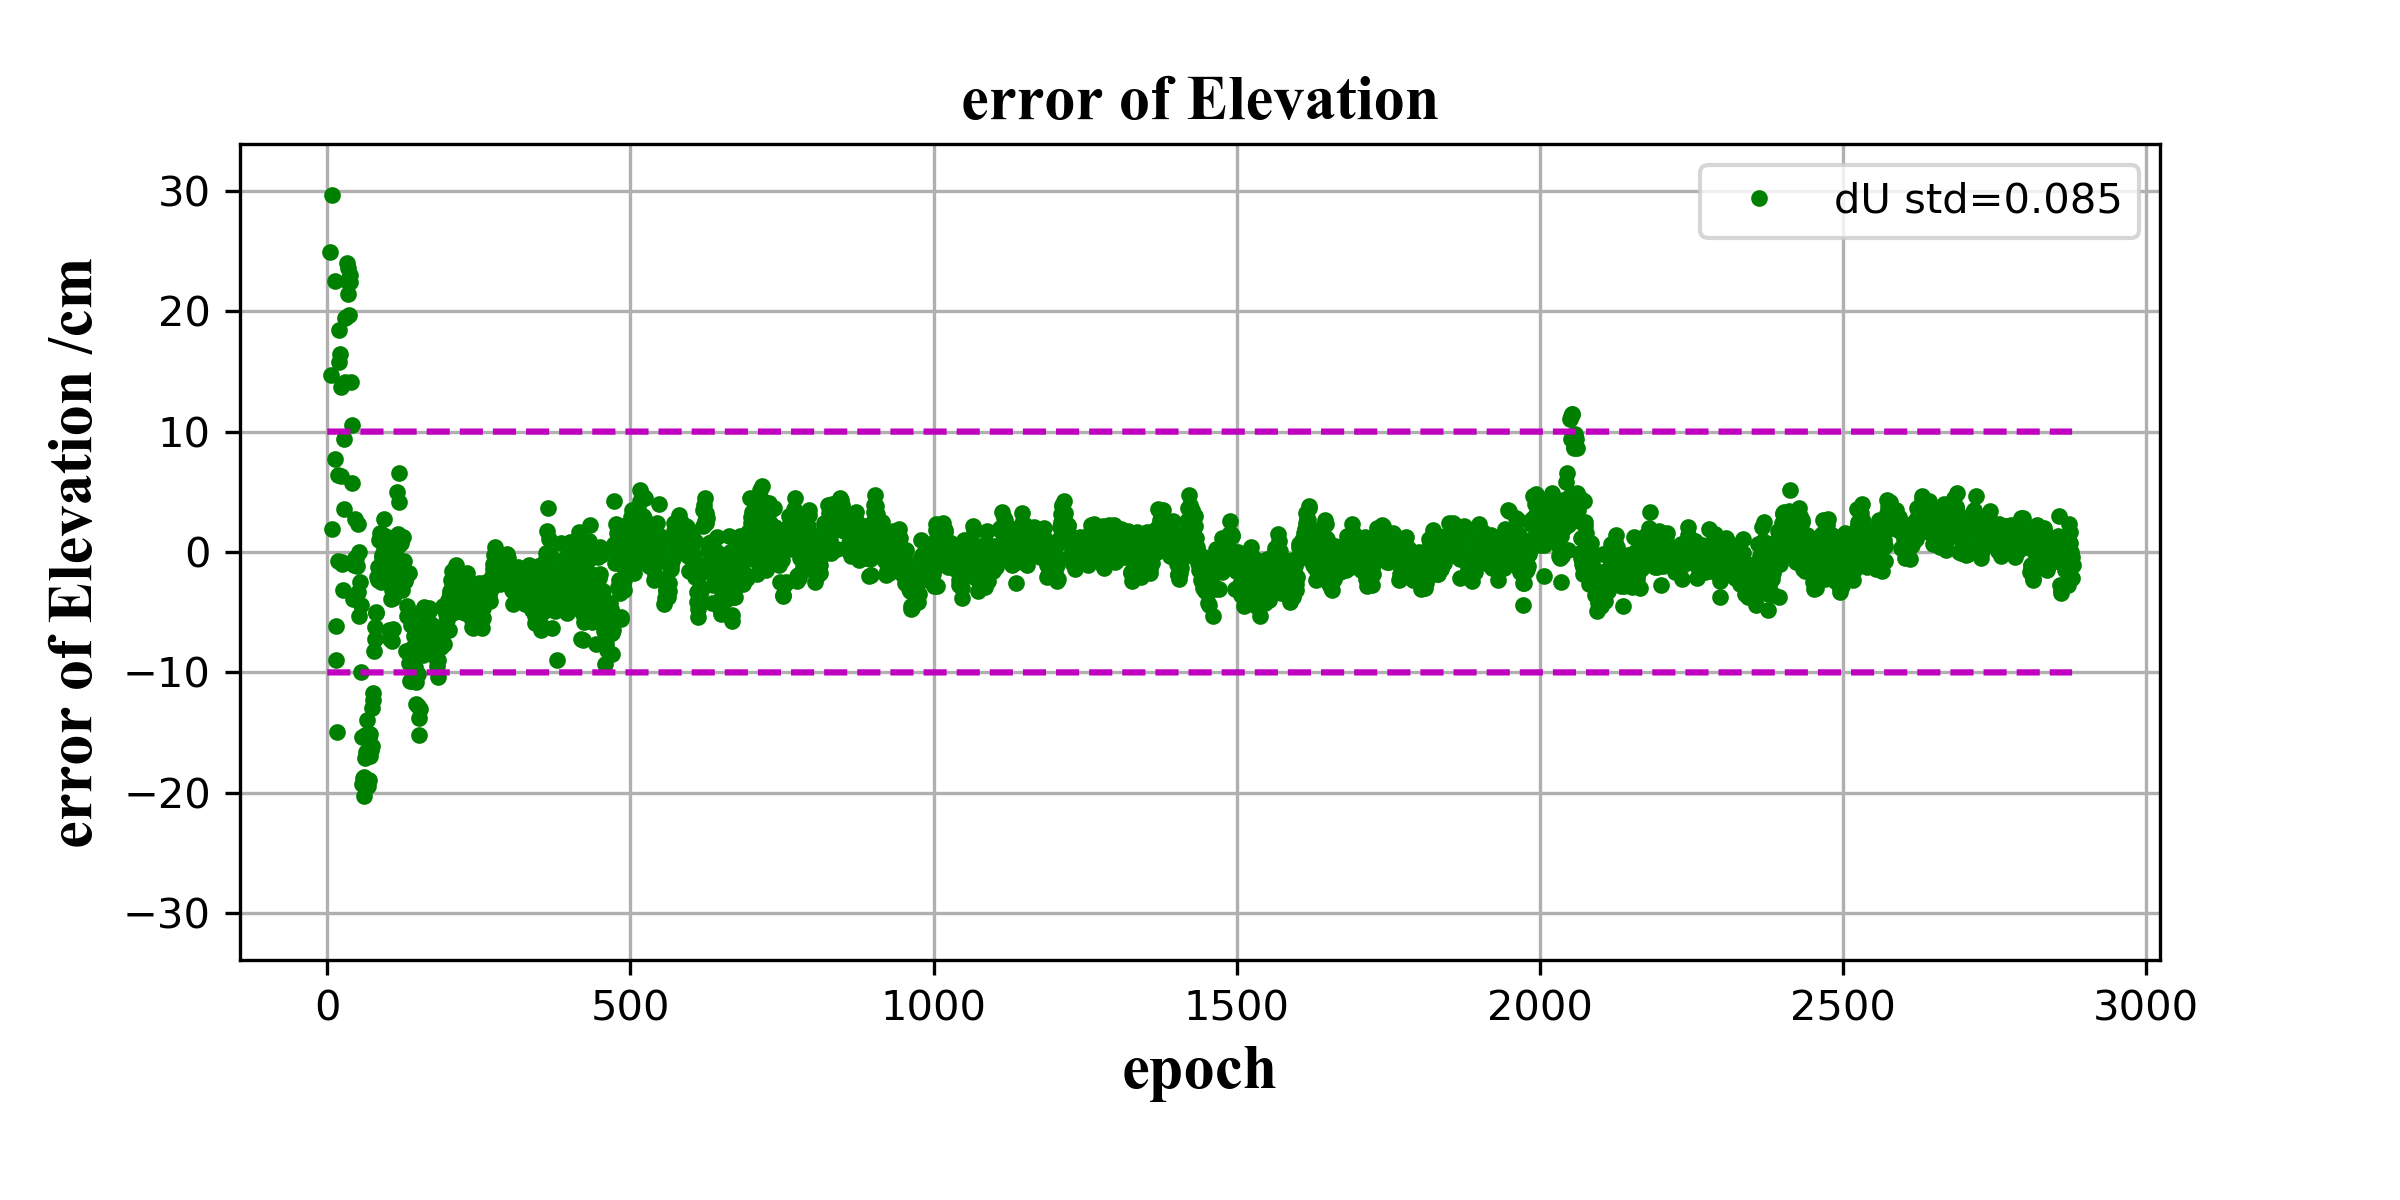 error of Elevation
dU std=0.085
error of Elevation /cm
30
20
10
0
−10
−20
−30
0 500 1000 1500 2000 2500 3000
epoch